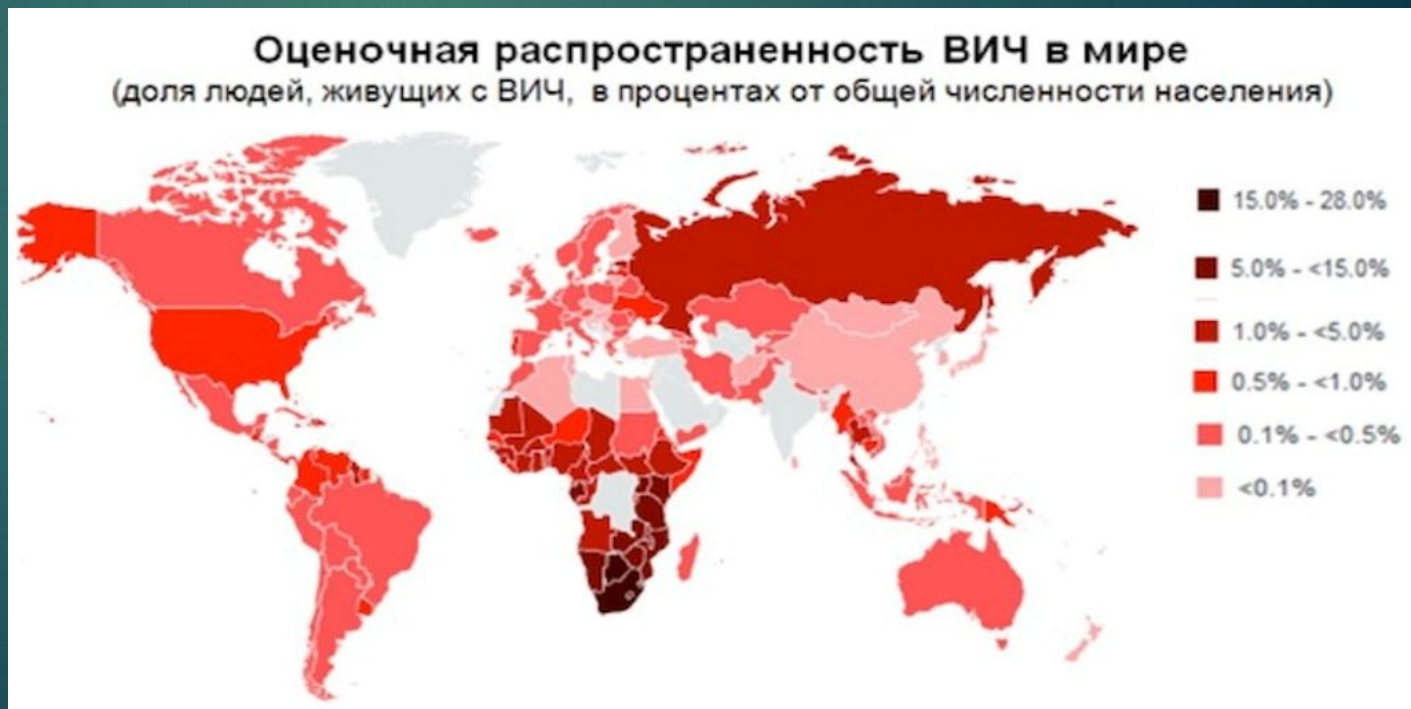 Оценочная распространенность ВИЧ в мире
(доля людей, живущих с ВИЧ, в процентах от общей численности населения)
15.0% - 28.0%
5.0% - <15.0%
1.0% - <5.0%
0.5% - <1.0%
0.1% - <0.5%
<0.1%